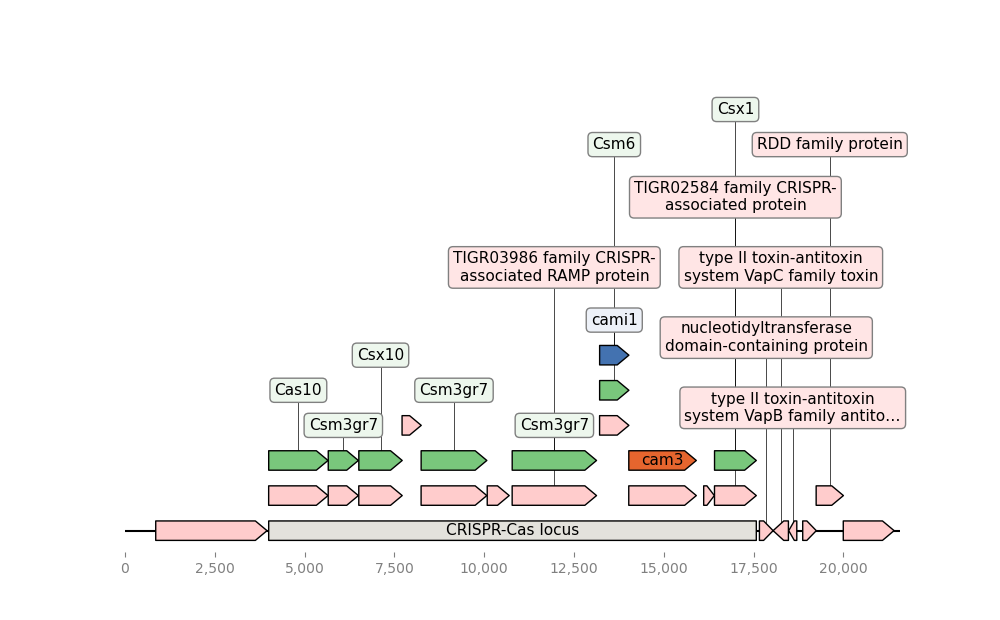 Csx1
Csm6
RDD family protein
TIGR02584 family CRISPR-
associated protein
TIGR03986 family CRISPR-
associated RAMP protein
type II toxin-antitoxin
system VapC family toxin
cami1
nucleotidyltransferase
domain-containing protein
Csx10
Cas10
Csm3gr7
type II toxin-antitoxin
system VapB family antito…
Csm3gr7
Csm3gr7
cam3
CRISPR-Cas locus
0
2,500
5,000
7,500
10,000
12,500
15,000
17,500
20,000